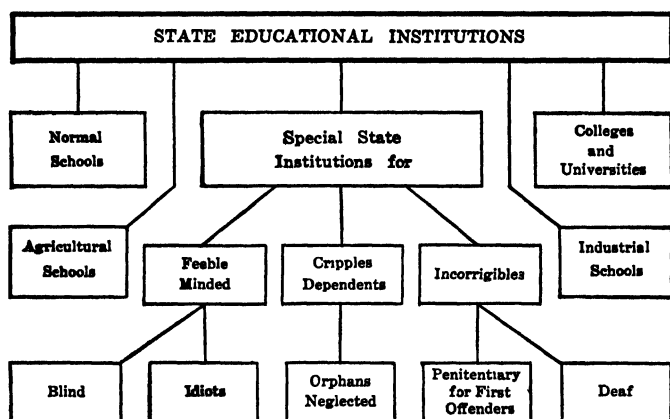 STATE EDUCATIONAL INSTITUTIONS
Normal
Schools
Special State
Institutions for
Colleges
and
Universities
Agricultural
Schools
Feeble
Minded
Cripples
Dependents
Incorrigibles
Industrial
Schools
Blind
Idiots
Orphans
Neglected
Penitentiary
for First
Offenders
Deaf